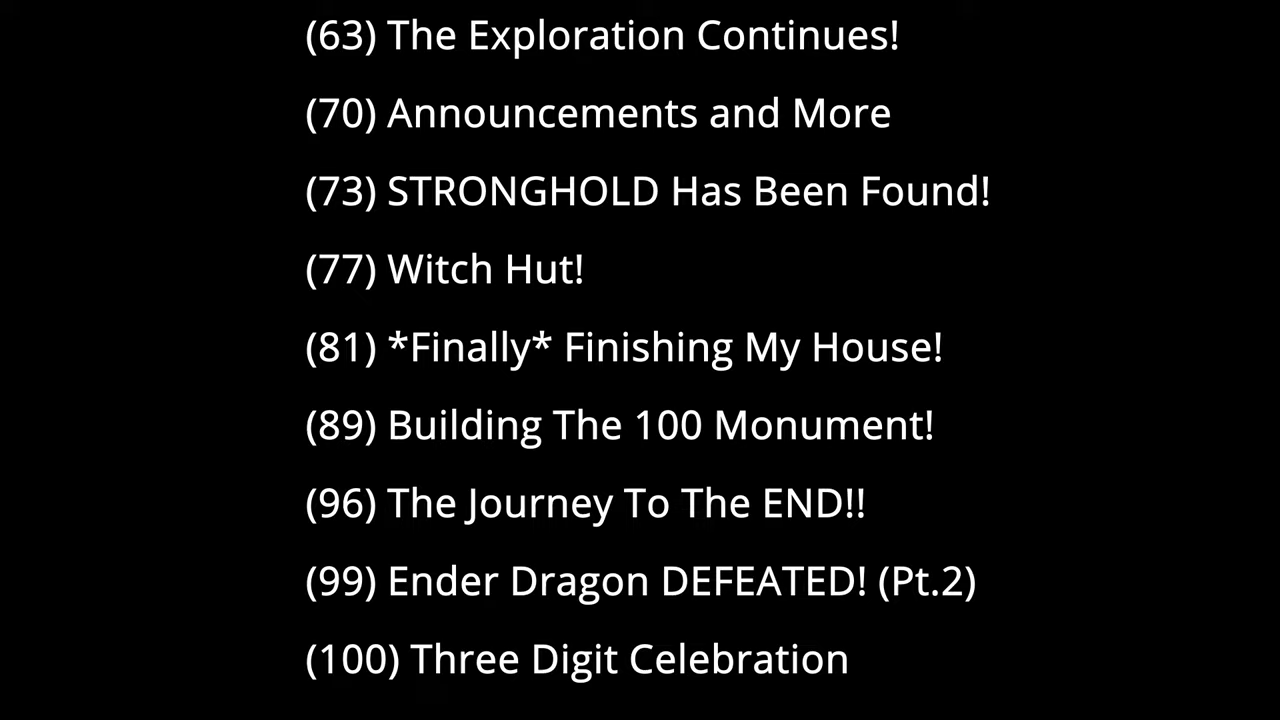 (63) The Exploration Continues!
(70) Announcements and More
(73) STRONGHOLD Has Been Found!
(77) Witch Hut!
(81) *Finally* Finishing My House!
(89) Building The 100 Monument!
(96) The Journey To The END!!
(99) Ender Dragon DEFEATED! (Pt.2)
(100) Three Digit Celebration